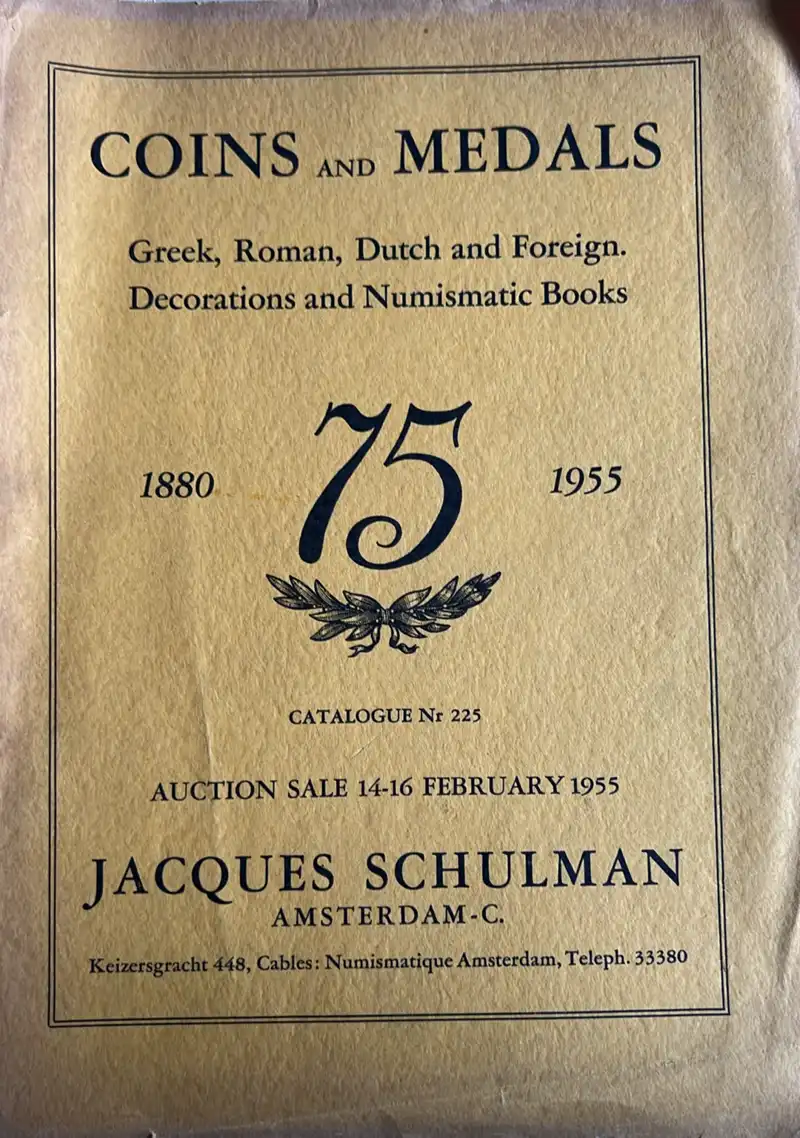 COINS AND MEDALS
Greek, Roman, Dutch and Foreign.
Decorations and Numismatic Books
75
1880 1955
CATALOGUE Nr 225
AUCTION SALE 14-16 FEBRUARY 1955
JACQUES SCHULMAN
AMSTERDAM-C.
Keizersgracht 448, Cables: Numismatique Amsterdam, Teleph. 33380